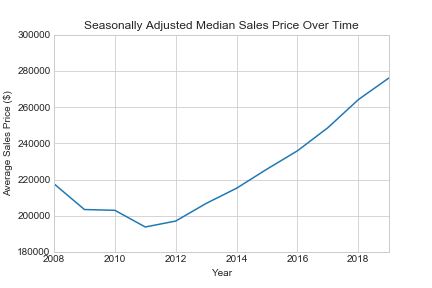 Seasonally Adjusted Median Sales Price Over Time
300000
280000
260000
240000
220000
200000
180000
Average Sales Price ($)
2008 2010 2012 2014 2016 2018
Year